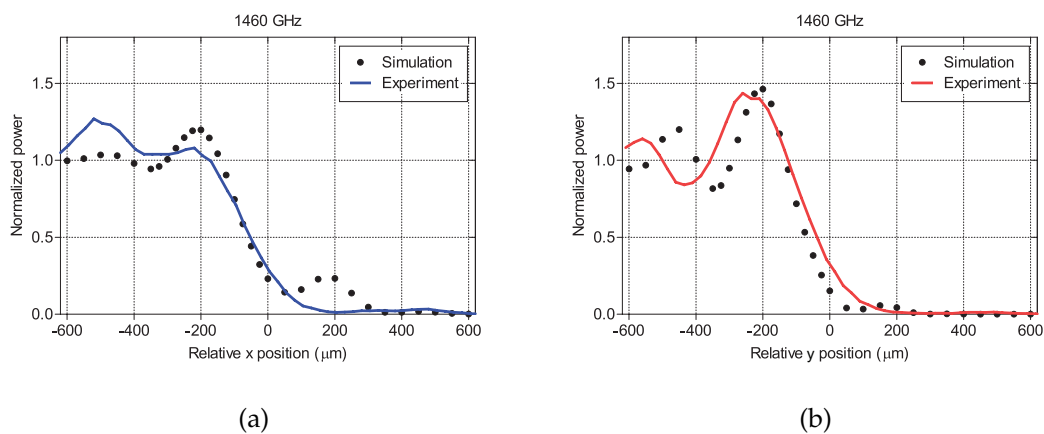 1460 GHz
Simulation
Experiment
Normalized power
1.5
1.0
0.5
0.0
-600 -400 -200 0 200 400 600
Relative x position (μm)
(a)
1460 GHz
Simulation
Experiment
Normalized power
1.5
1.0
0.5
0.0
-600 -400 -200 0 200 400 600
Relative y position (μm)
(b)